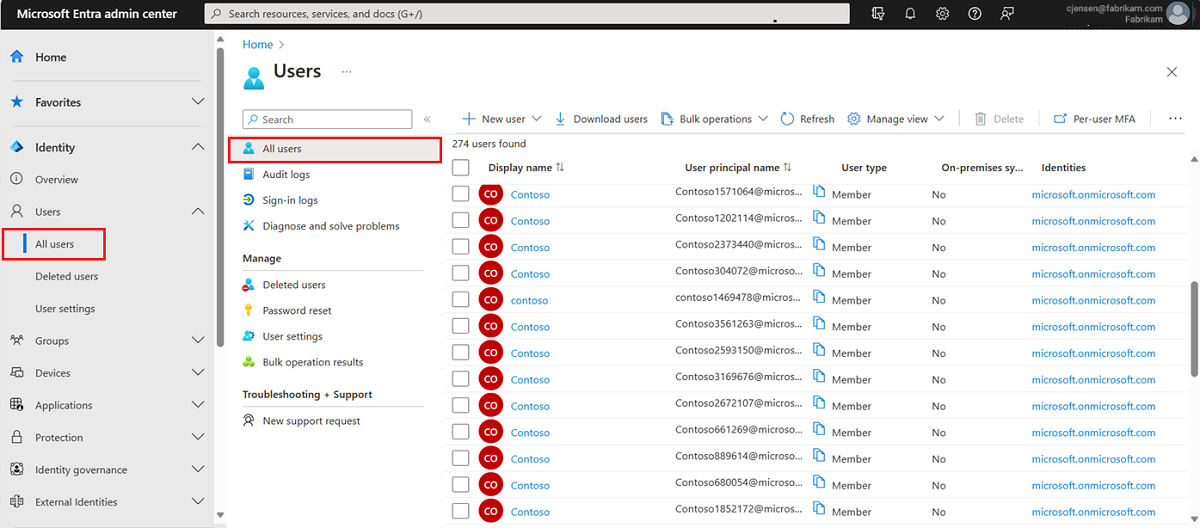 Microsoft Entra admin center
Search resources, services, and docs (G+/)
cjensen@fabrikam.com
Fabrikam
Home
Favorites
Identity
Overview
Users
All users
Deleted users
User settings
Groups
Devices
Applications
Protection
Identity governance
External Identities
Home
Users
Search
All users
Audit logs
Sign-in logs
Diagnose and solve problems
Manage
Deleted users
Password reset
User settings
Bulk operation results
Troubleshooting + Support
New support request
New user Download users Bulk operations Refresh Manage view Delete Per-user MFA
274 users found
Display name User principal name User type On-premises sy... Identities
CO Contoso Contoso1571064@micros... Member No microsoft.onmicrosoft.com
CO Contoso Contoso1202114@micros... Member No microsoft.onmicrosoft.com
CO Contoso Contoso2373440@micros... Member No microsoft.onmicrosoft.com
CO Contoso Contoso304072@microso... Member No microsoft.onmicrosoft.com
CO contoso contoso1469478@micros... Member No microsoft.onmicrosoft.com
CO Contoso Contoso3561263@micros... Member No microsoft.onmicrosoft.com
CO Contoso Contoso2593150@micros... Member No microsoft.onmicrosoft.com
CO Contoso Contoso3169676@micros... Member No microsoft.onmicrosoft.com
CO Contoso Contoso2672107@micros... Member No microsoft.onmicrosoft.com
CO Contoso Contoso661269@microso... Member No microsoft.onmicrosoft.com
CO Contoso Contoso889614@microso... Member No microsoft.onmicrosoft.com
CO Contoso Contoso680054@microso... Member No microsoft.onmicrosoft.com
CO Contoso Contoso1852172@micros... Member No microsoft.onmicrosoft.com